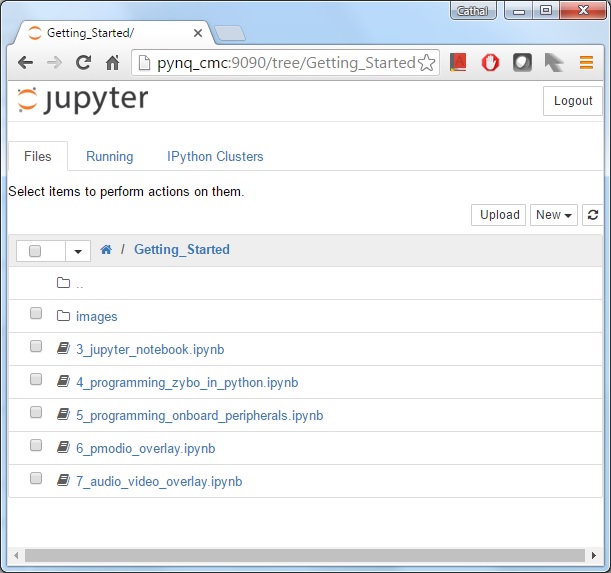 Cathal
Getting_Started/
pynq_cmc:9090/tree/Getting_Started
jupyter
Logout
Files Running IPython Clusters
Select items to perform actions on them.
Upload New
/ Getting_Started
..
images
3_jupyter_notebook.ipynb
4_programming_zybo_in_python.ipynb
5_programming_onboard_peripherals.ipynb
6_pmodio_overlay.ipynb
7_audio_video_overlay.ipynb